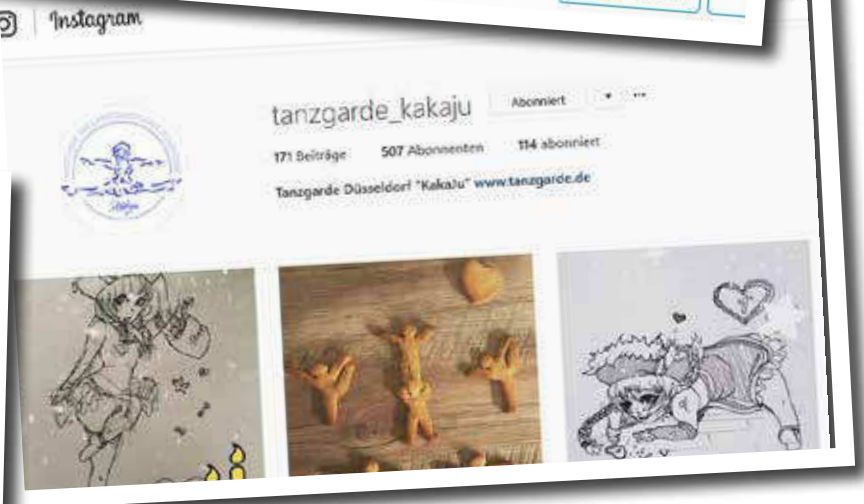 Instagram
tanzgarde_kakaju Abonniert
171 Beiträge 507 Abonnenten 114 abonniert
Tanzgarde Düsseldorf "KakaJu" www.tanzgarde.de